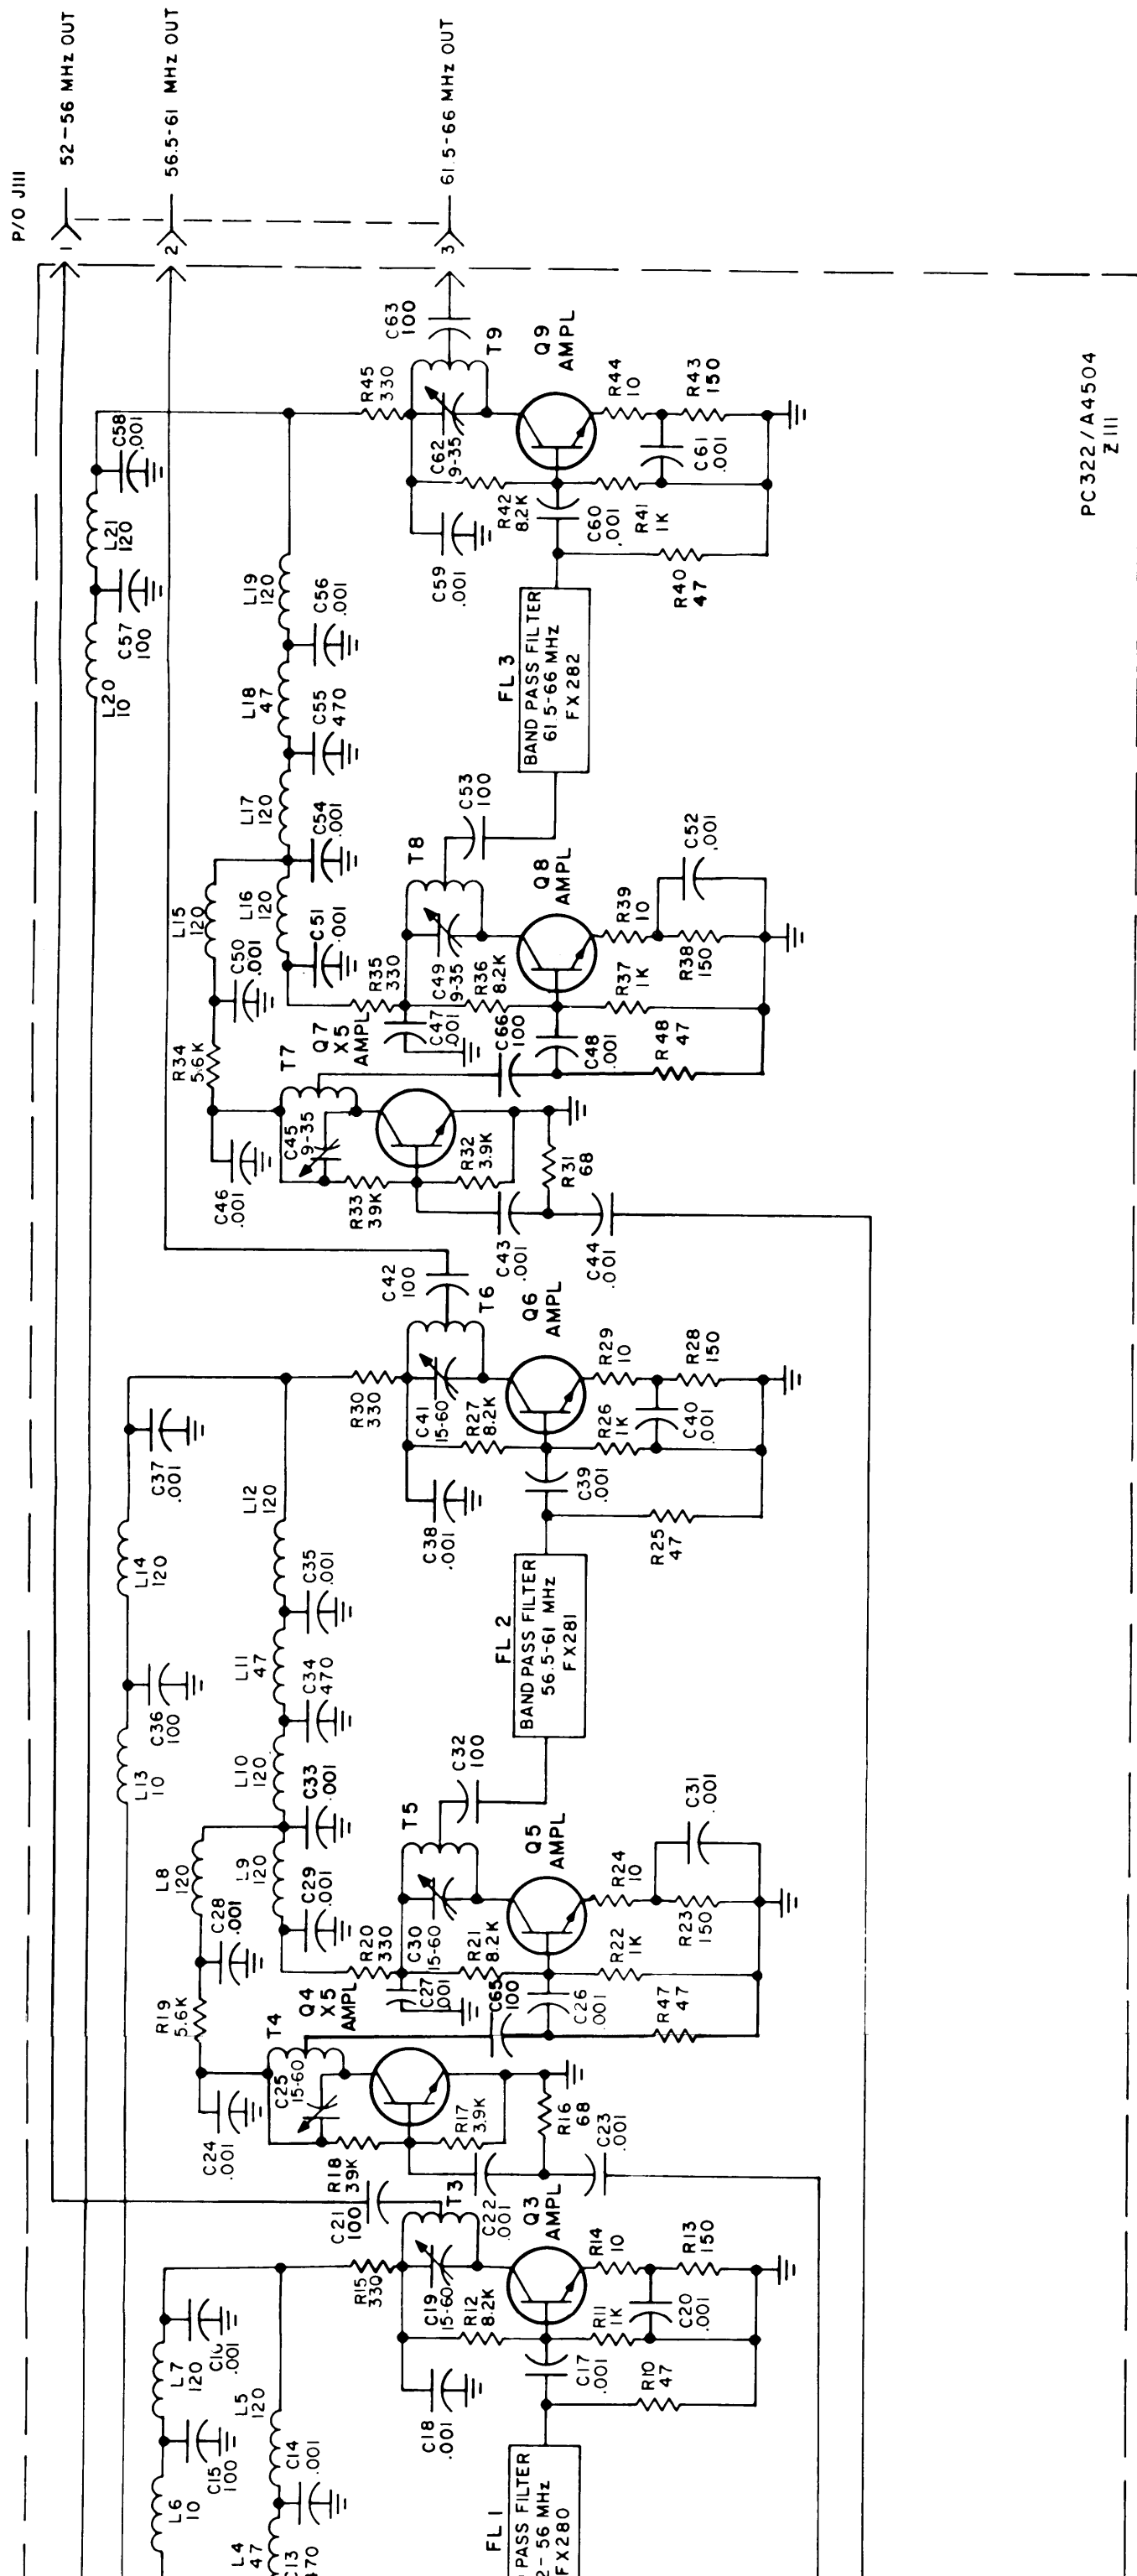 P/O J111
1
52-56 MHz OUT
2
56.5-61 MHz OUT
3
61.5-66 MHz OUT
C63
100
T9
Q9
AMPL
R45
330
C62
9-35
R44
10
R43
150
C61
.001
R42
8.2K
C60
.001
R41
1K
C59
.001
R40
47
C58
.001
L21
120
C57
100
L20
10
L19
120
C56
.001
L18
47
C55
470
L17
120
C54
.001
L16
120
C51
.001
L15
120
C50
.001
R34
5.6K
FL 3
BAND PASS FILTER
61.5-66 MHz
FX282
C53
100
T8
Q8
AMPL
C52
.001
R39
10
R38
150
R35
330
C49
9-35
R36
8.2K
R37
1K
C47
.001
C66
100
C48
.001
R48
47
Q7
X5
AMPL
T7
C45
9-35
C46
.001
R33
39K
R32
3.9K
R31
68
C43
.001
C44
.001
C42
100
T6
Q6
AMPL
R30
330
C41
15-60
R27
8.2K
R29
10
R28
150
R26
1K
C40
.001
C39
.001
C38
.001
R25
47
C37
.001
L14
120
C36
100
L13
10
L12
120
C35
.001
L11
47
C34
470
L10
120
C33
.001
L9
120
C29
.001
L8
120
C28
.001
R19
5.6K
FL 2
BAND PASS FILTER
56.5-61 MHz
FX281
C32
100
T5
Q5
AMPL
C31
.001
R24
10
R23
150
R20
330
C30
15-60
R21
8.2K
R22
1K
C27
.001
C65
100
C26
.001
R47
47
Q4
X5
AMPL
T4
C25
15-60
C24
.001
R18
39K
R17
3.9K
R16
68
C22
.001
C23
.001
C21
100
T3
Q3
AMPL
R15
330
C19
15-60
R12
8.2K
R14
10
R13
150
R11
1K
C20
.001
C17
.001
C18
.001
R10
47
.001
L7
120
C15
100
L6
10
L5
120
C14
.001
L4
47
C13
470
FL 1
PASS FILTER
2-56 MHz
FX280
PC322/A4504
Z111